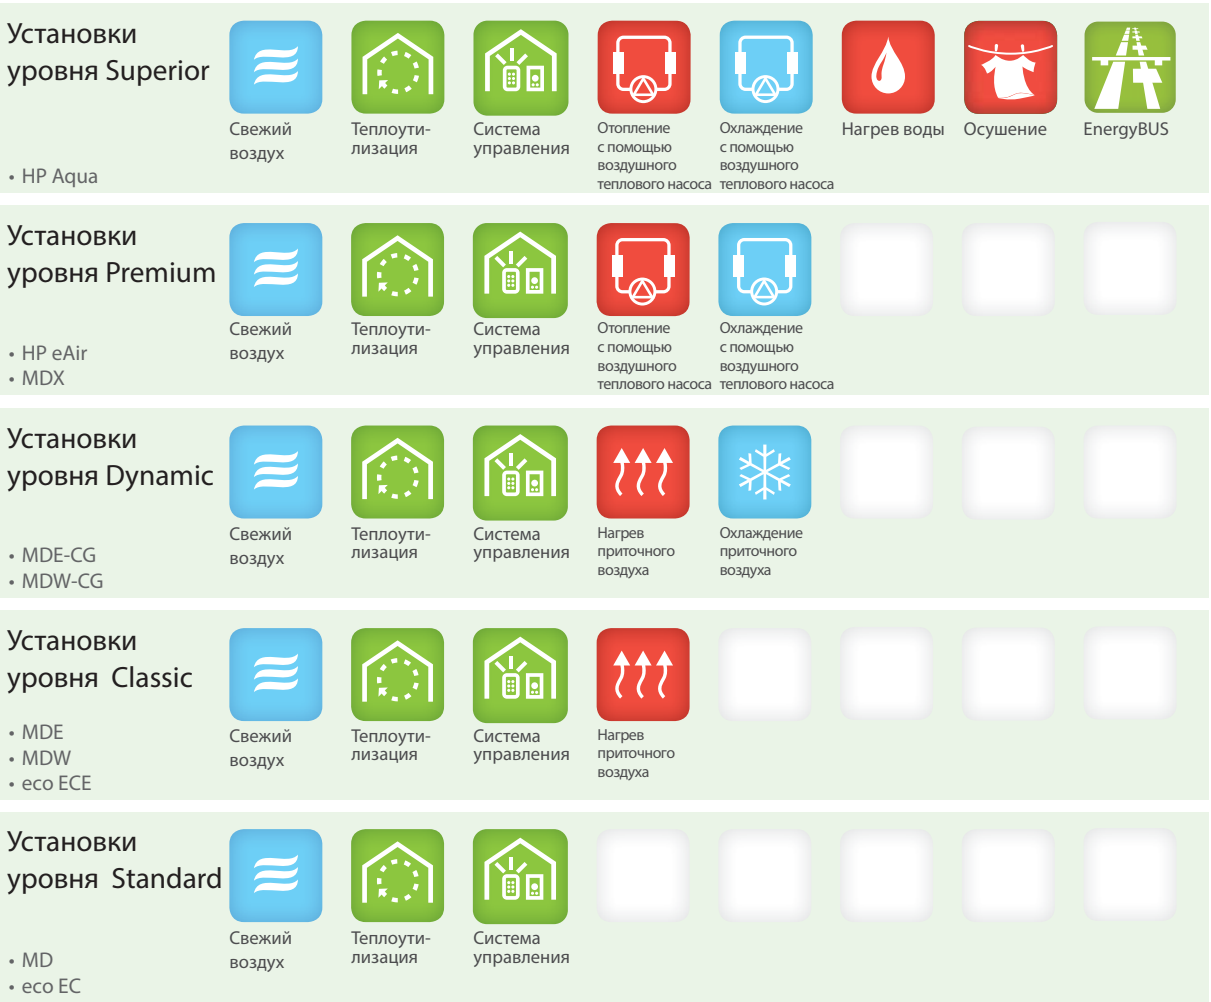 Установки
уровня Superior
• HP Aqua
Свежий
воздух
Теплоути-
лизация
Система
управления
Отопление
с помощью
воздушного
теплового насоса
Охлаждение
с помощью
воздушного
теплового насоса
Нагрев воды
Осушение
EnergyBUS
Установки
уровня Premium
• HP eAir
• MDX
Свежий
воздух
Теплоути-
лизация
Система
управления
Отопление
с помощью
воздушного
теплового насоса
Охлаждение
с помощью
воздушного
теплового насоса
Установки
уровня Dynamic
• MDE-CG
• MDW-CG
Свежий
воздух
Теплоути-
лизация
Система
управления
Нагрев
приточного
воздуха
Охлаждение
приточного
воздуха
Установки
уровня Classic
• MDE
• MDW
• eco ECE
Свежий
воздух
Теплоути-
лизация
Система
управления
Нагрев
приточного
воздуха
Установки
уровня Standard
• MD
• eco EC
Свежий
воздух
Теплоути-
лизация
Система
управления